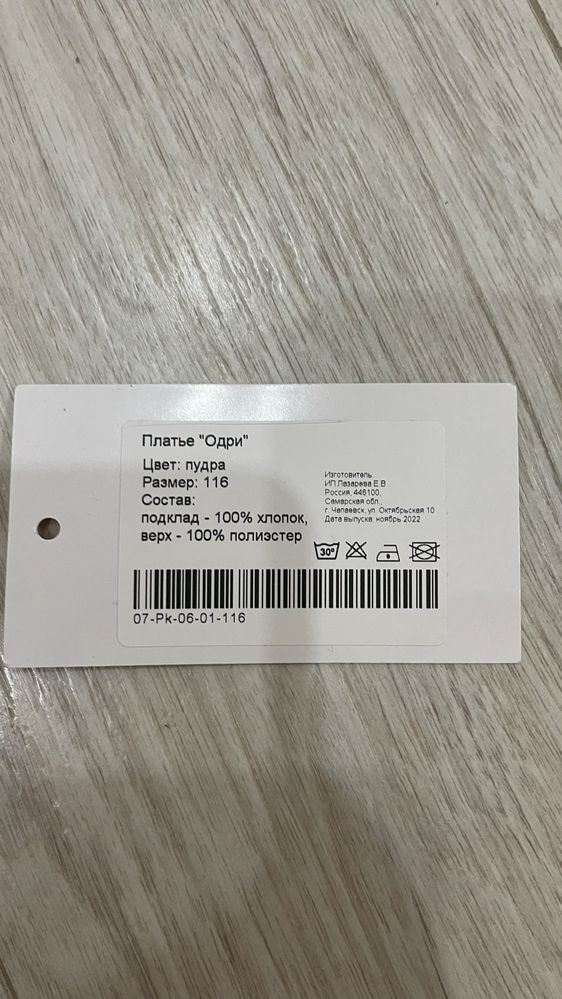 Платье "Одри"
Цвет: пудра
Размер: 116
Состав:
подклад - 100% хлопок,
верх - 100% полиэстер
Изготовитель:
ИП Лазарева Е.В.
Россия, 446100,
Самарская обл.,
г. Чапаевск, ул. Октябрьская 10
Дата выпуска: ноябрь 2022
30°
07-Pk-06-01-116